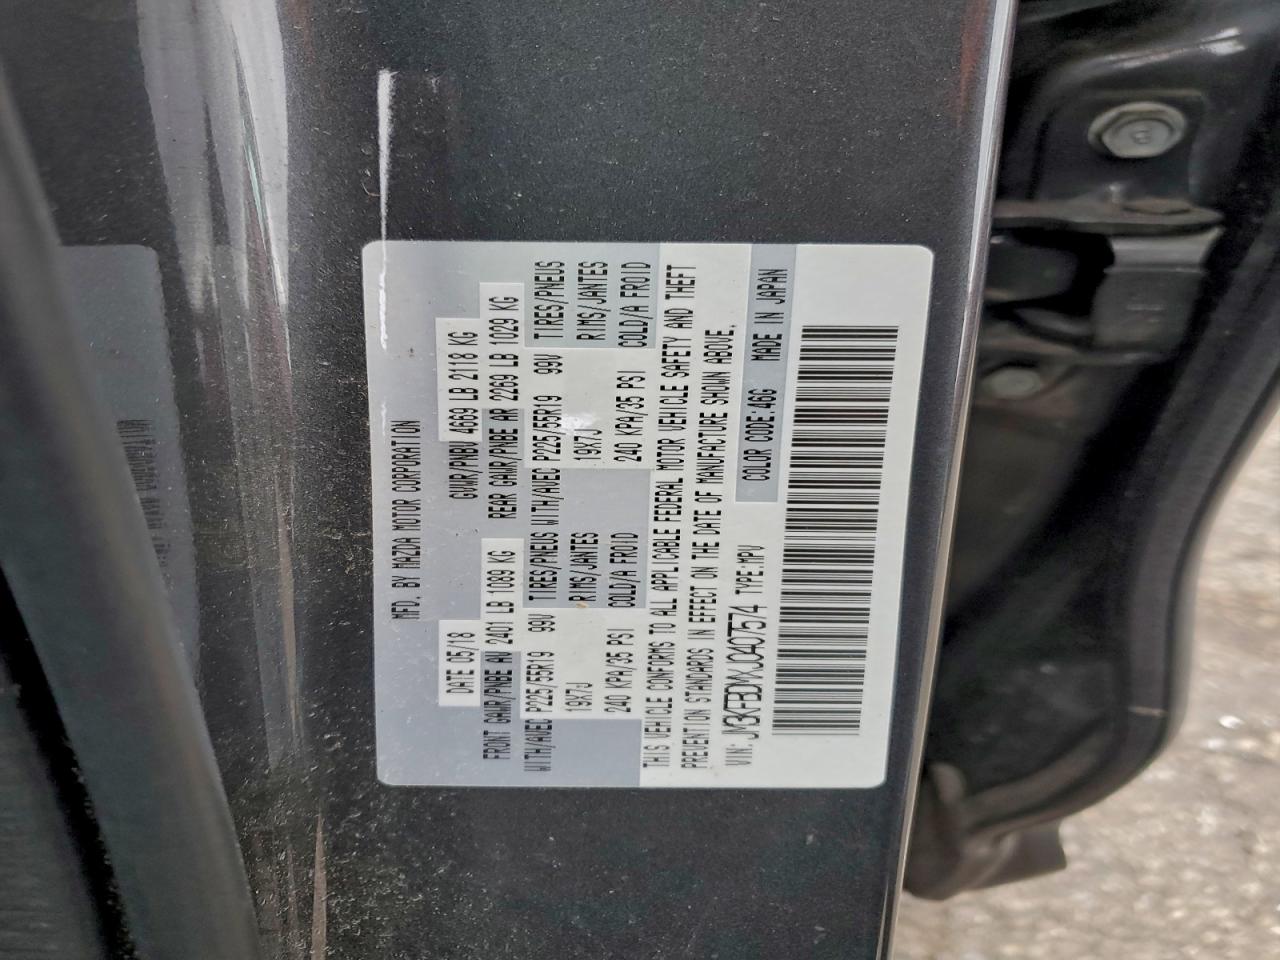 MFD. BY MAZDA MOTOR CORPORATION
DATE 05/18 GVWR/PNBV 4669 LB 2118 KG
FRONT GAWR/PNBE AV 2401 LB 1089 KG REAR GAWR/PNBE AR 2269 LB 1029 KG
WITH/AVEC P225/55R19 99V TIRES/PNEUS WITH/AVEC P225/55R19 99V TIRES/PNEUS
19X7J RIMS/JANTES 19X7J RIMS/JANTES
240 KPA/35 PSI COLD/A FROID 240 KPA/35 PSI COLD/A FROID
THIS VEHICLE CONFORMS TO ALL APPLICABLE FEDERAL MOTOR VEHICLE SAFETY AND THEFT
PREVENTION STANDARDS IN EFFECT ON THE DATE OF MANUFACTURE SHOWN ABOVE.
VIN: JM3KFBDMXJ0407574 TYPE:MPV COLOR CODE:46G MADE IN JAPAN